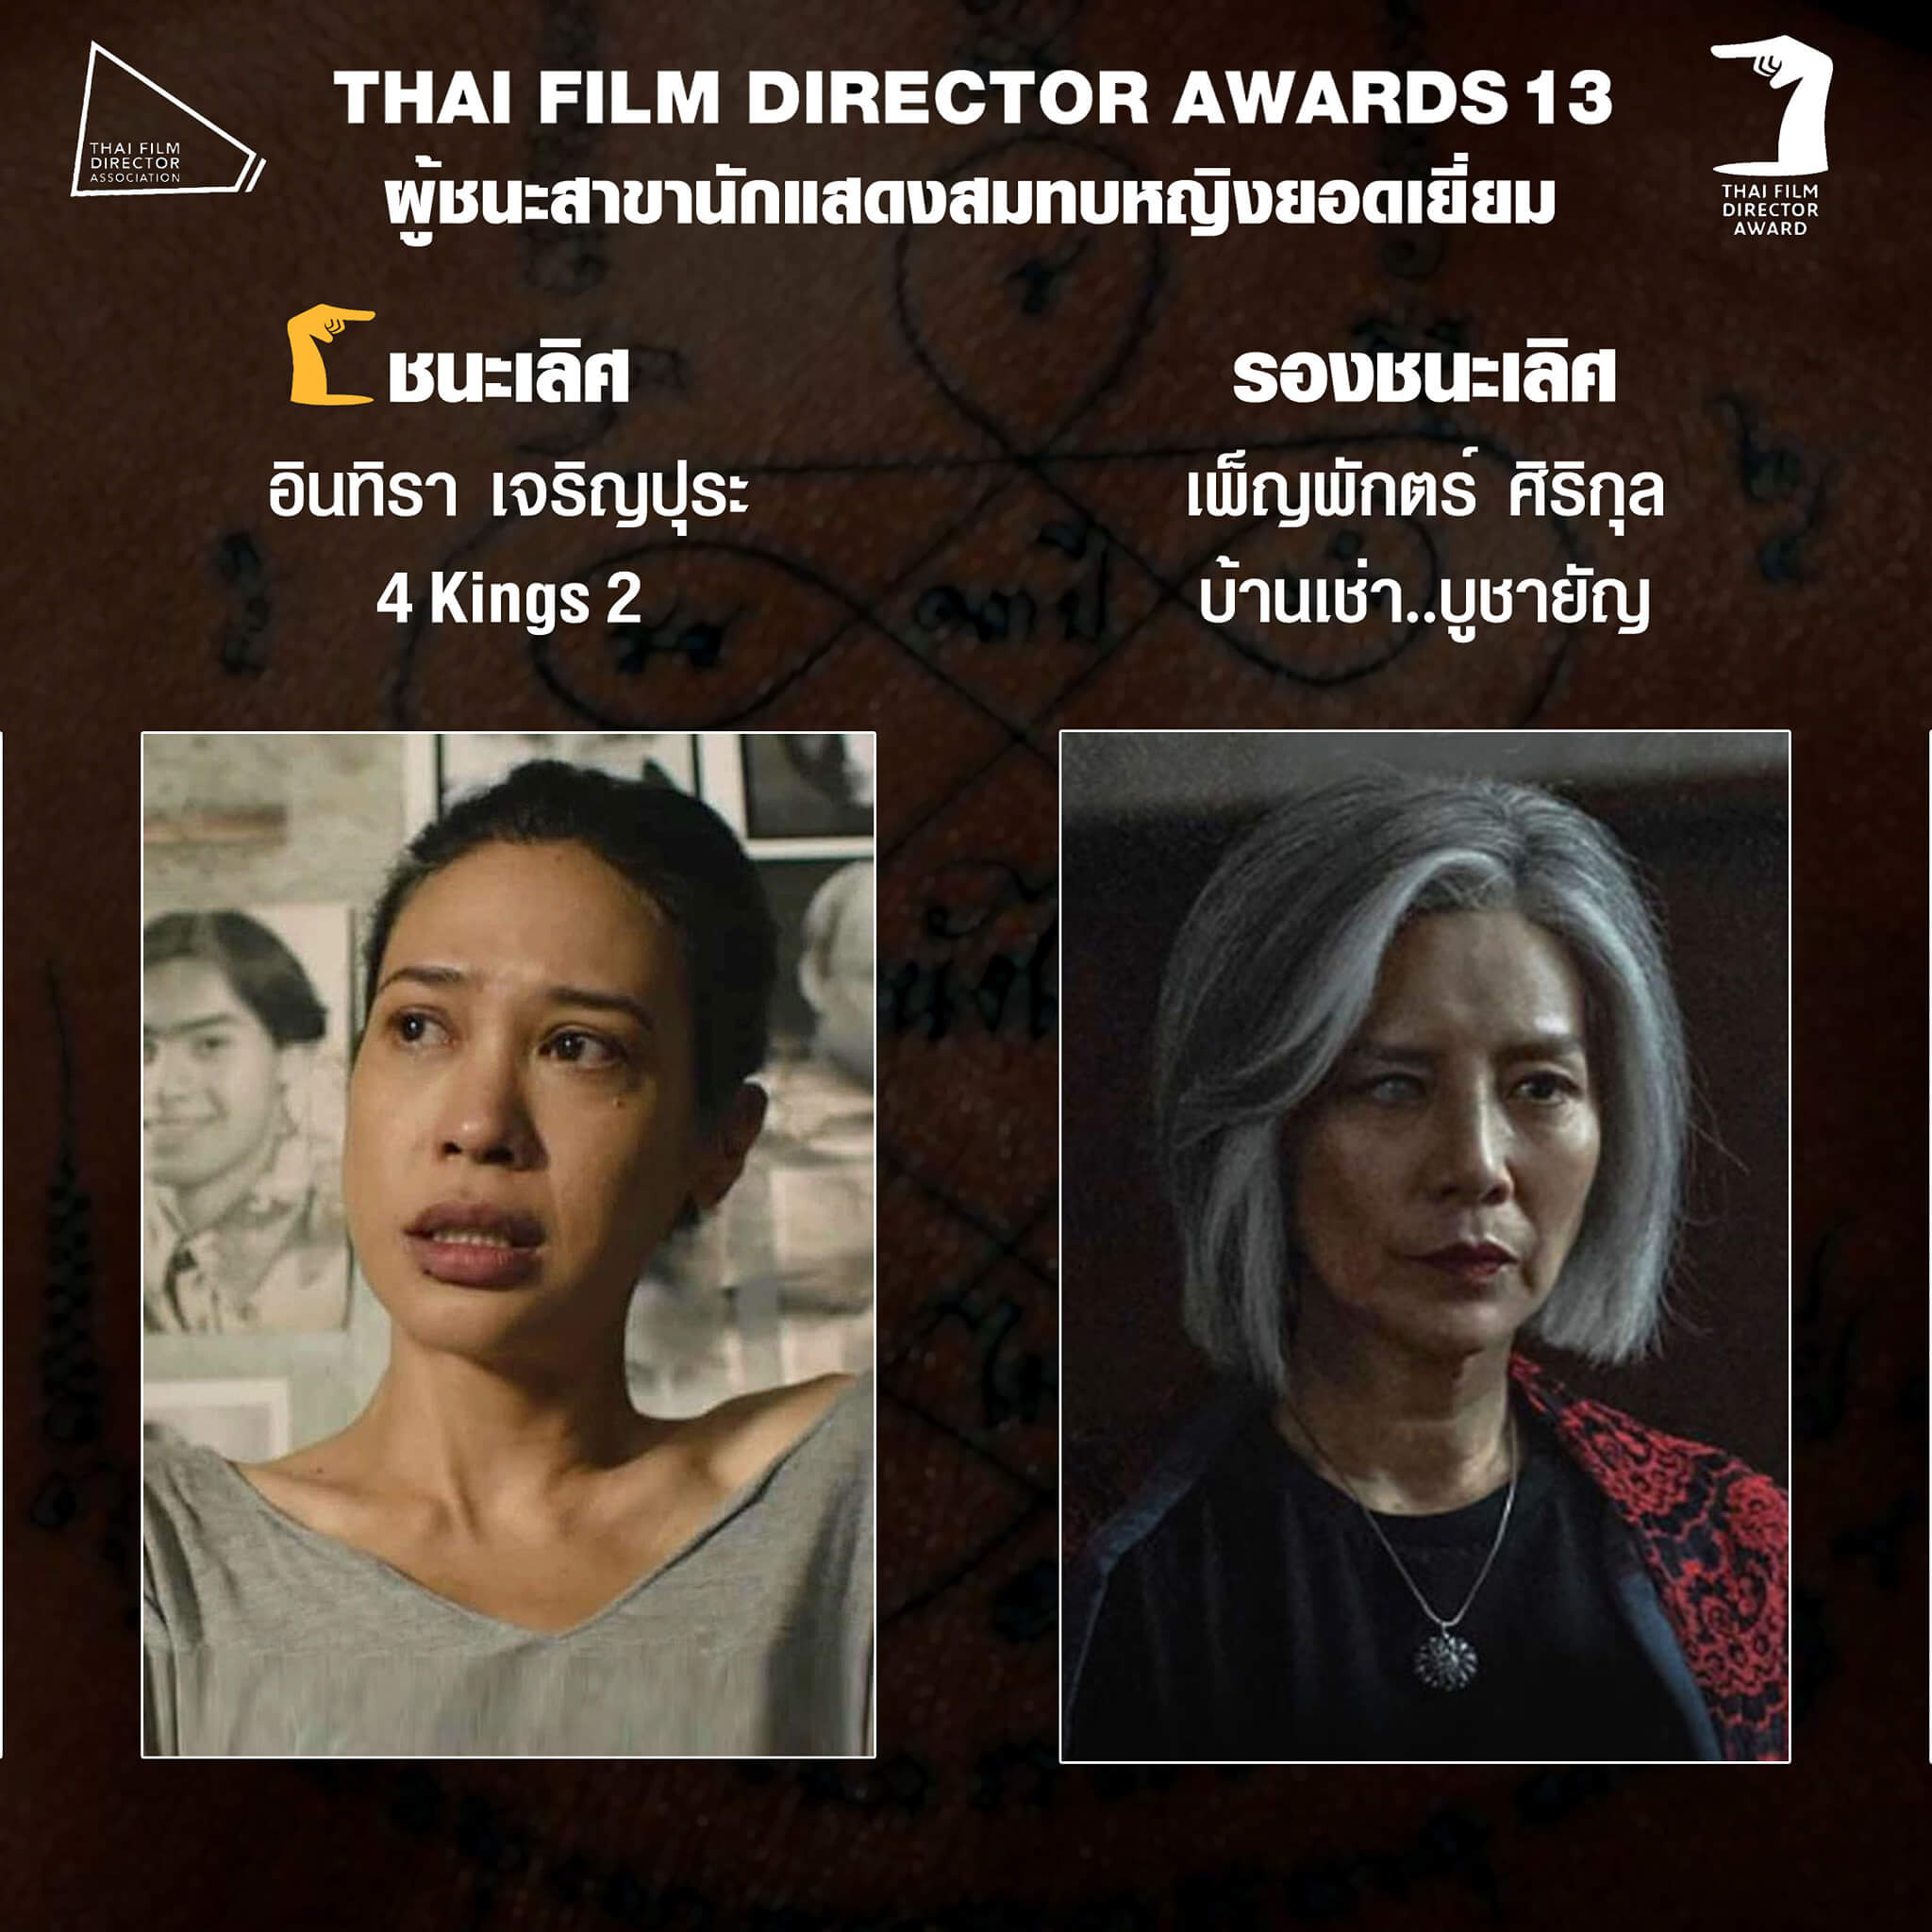 THAI FILM
DIRECTOR
ASSOCIATION
THAI FILM DIRECTOR AWARDS 13
ผู้ชนะสาขานักแสดงสมทบหญิงยอดเยี่ยม
THAI FILM
DIRECTOR
AWARD
ชนะเลิศ
อินทิรา เจริญปุระ
4 Kings 2
รองชนะเลิศ
เพ็ญพักตร์ ศิริกุล
บ้านเช่า..บูชายัญ